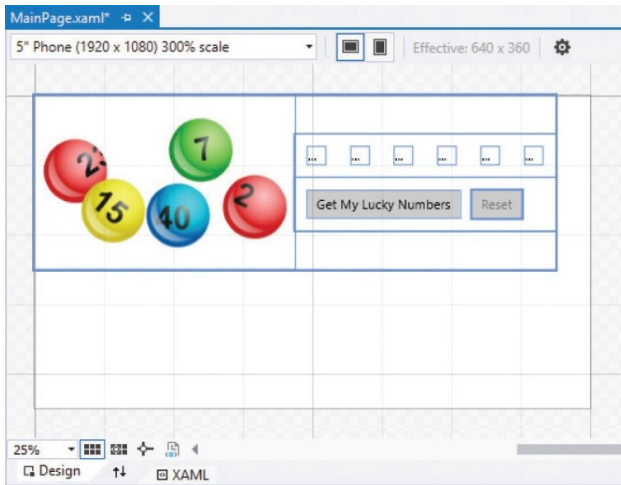 MainPage.xaml*
5" Phone (1920 x 1080) 300% scale Effective: 640 x 360
7
23
15
40
2
... ... ... ... ... ...
Get My Lucky Numbers Reset
25%
Design XAML